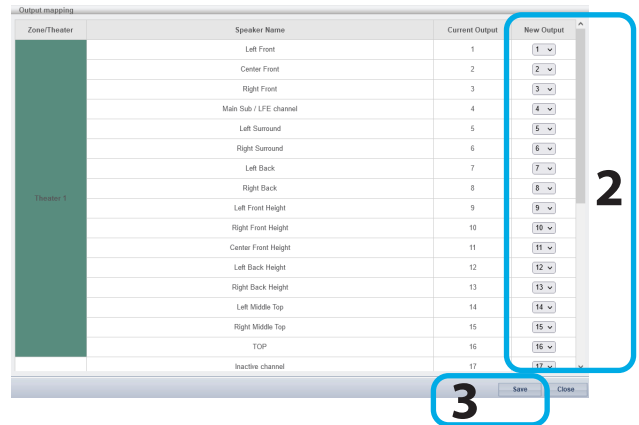 Output mapping
Zone/Theater Speaker Name Current Output New Output
Left Front 1 1
Center Front 2 2
Right Front 3 3
Main Sub / LFE channel 4 4
Left Surround 5 5
Right Surround 6 6
Left Back 7 7
Theater 1 Right Back 8 8
2
Left Front Height 9 9
Right Front Height 10 10
Center Front Height 11 11
Left Back Height 12 12
Right Back Height 13 13
Left Middle Top 14 14
Right Middle Top 15 15
TOP 16 16
Inactive channel 17 17
3 Save Close